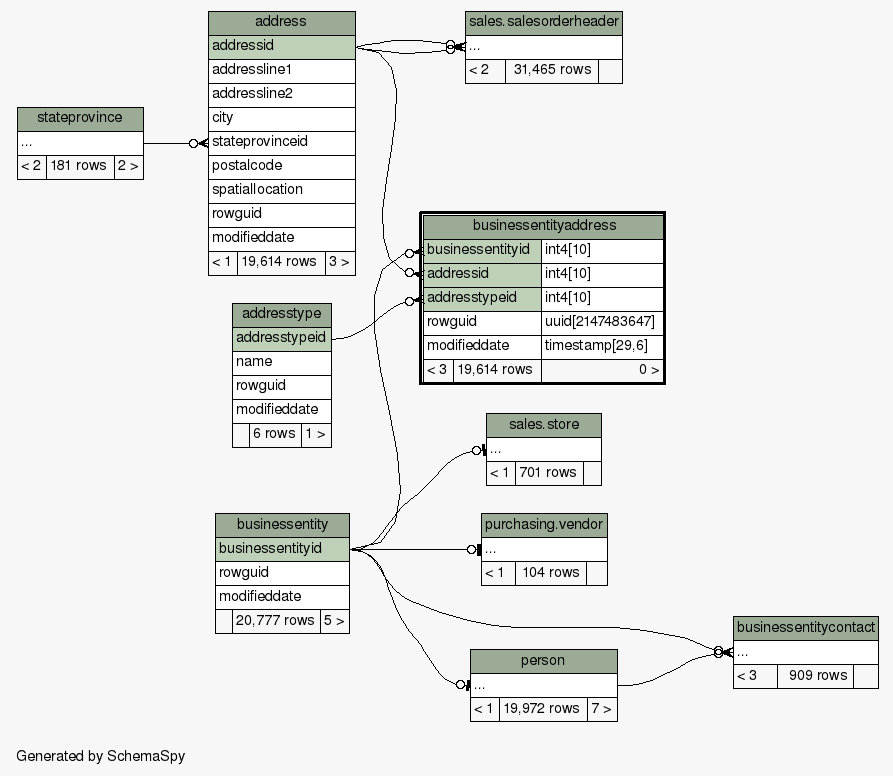 address
addressid
addressline1
addressline2
city
stateprovinceid
postalcode
spatiallocation
rowguid
modifieddate
< 1 19,614 rows 3 >
sales.salesorderheader
...
< 2 31,465 rows
stateprovince
...
< 2 181 rows 2 >
businessentityaddress
businessentityid int4[10]
addressid int4[10]
addresstypeid int4[10]
rowguid uuid[2147483647]
modifieddate timestamp[29,6]
< 3 19,614 rows 0 >
addresstype
addresstypeid
name
rowguid
modifieddate
6 rows 1 >
sales.store
...
< 1 701 rows
businessentity
businessentityid
rowguid
modifieddate
20,777 rows 5 >
purchasing.vendor
...
< 1 104 rows
businessentitycontact
...
< 3 909 rows
person
...
< 1 19,972 rows 7 >
Generated by SchemaSpy